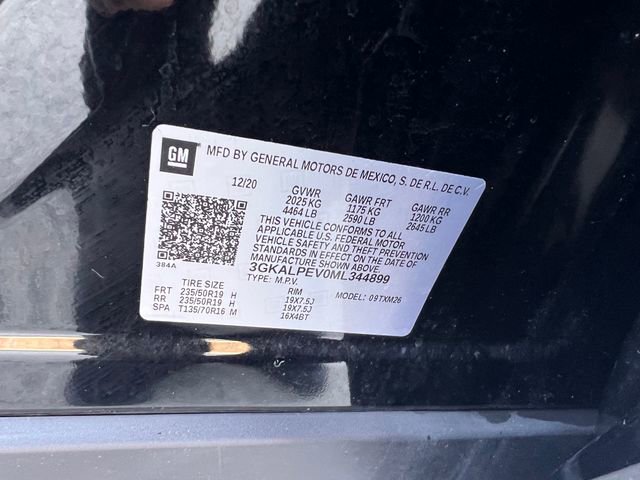 GM
MFD BY GENERAL MOTORS DE MEXICO, S. DE R.L. DE C.V.
12/20 GVWR GAWR FRT GAWR RR
2025 KG 1175 KG 1200 KG
4464 LB 2590 LB 2645 LB
THIS VEHICLE CONFORMS TO ALL
APPLICABLE U.S. FEDERAL MOTOR
VEHICLE SAFETY AND THEFT PREVENTION
STANDARDS IN EFFECT ON THE DATE OF
MANUFACTURE SHOWN ABOVE.
384A
3GKALPEV0ML344899
TYPE: M.P.V.
TIRE SIZE RIM MODEL: 09TXM26
FRT 235/50R19 H 19X7.5J
RR 235/50R19 H 19X7.5J
SPA T135/70R16 M 16X4BT